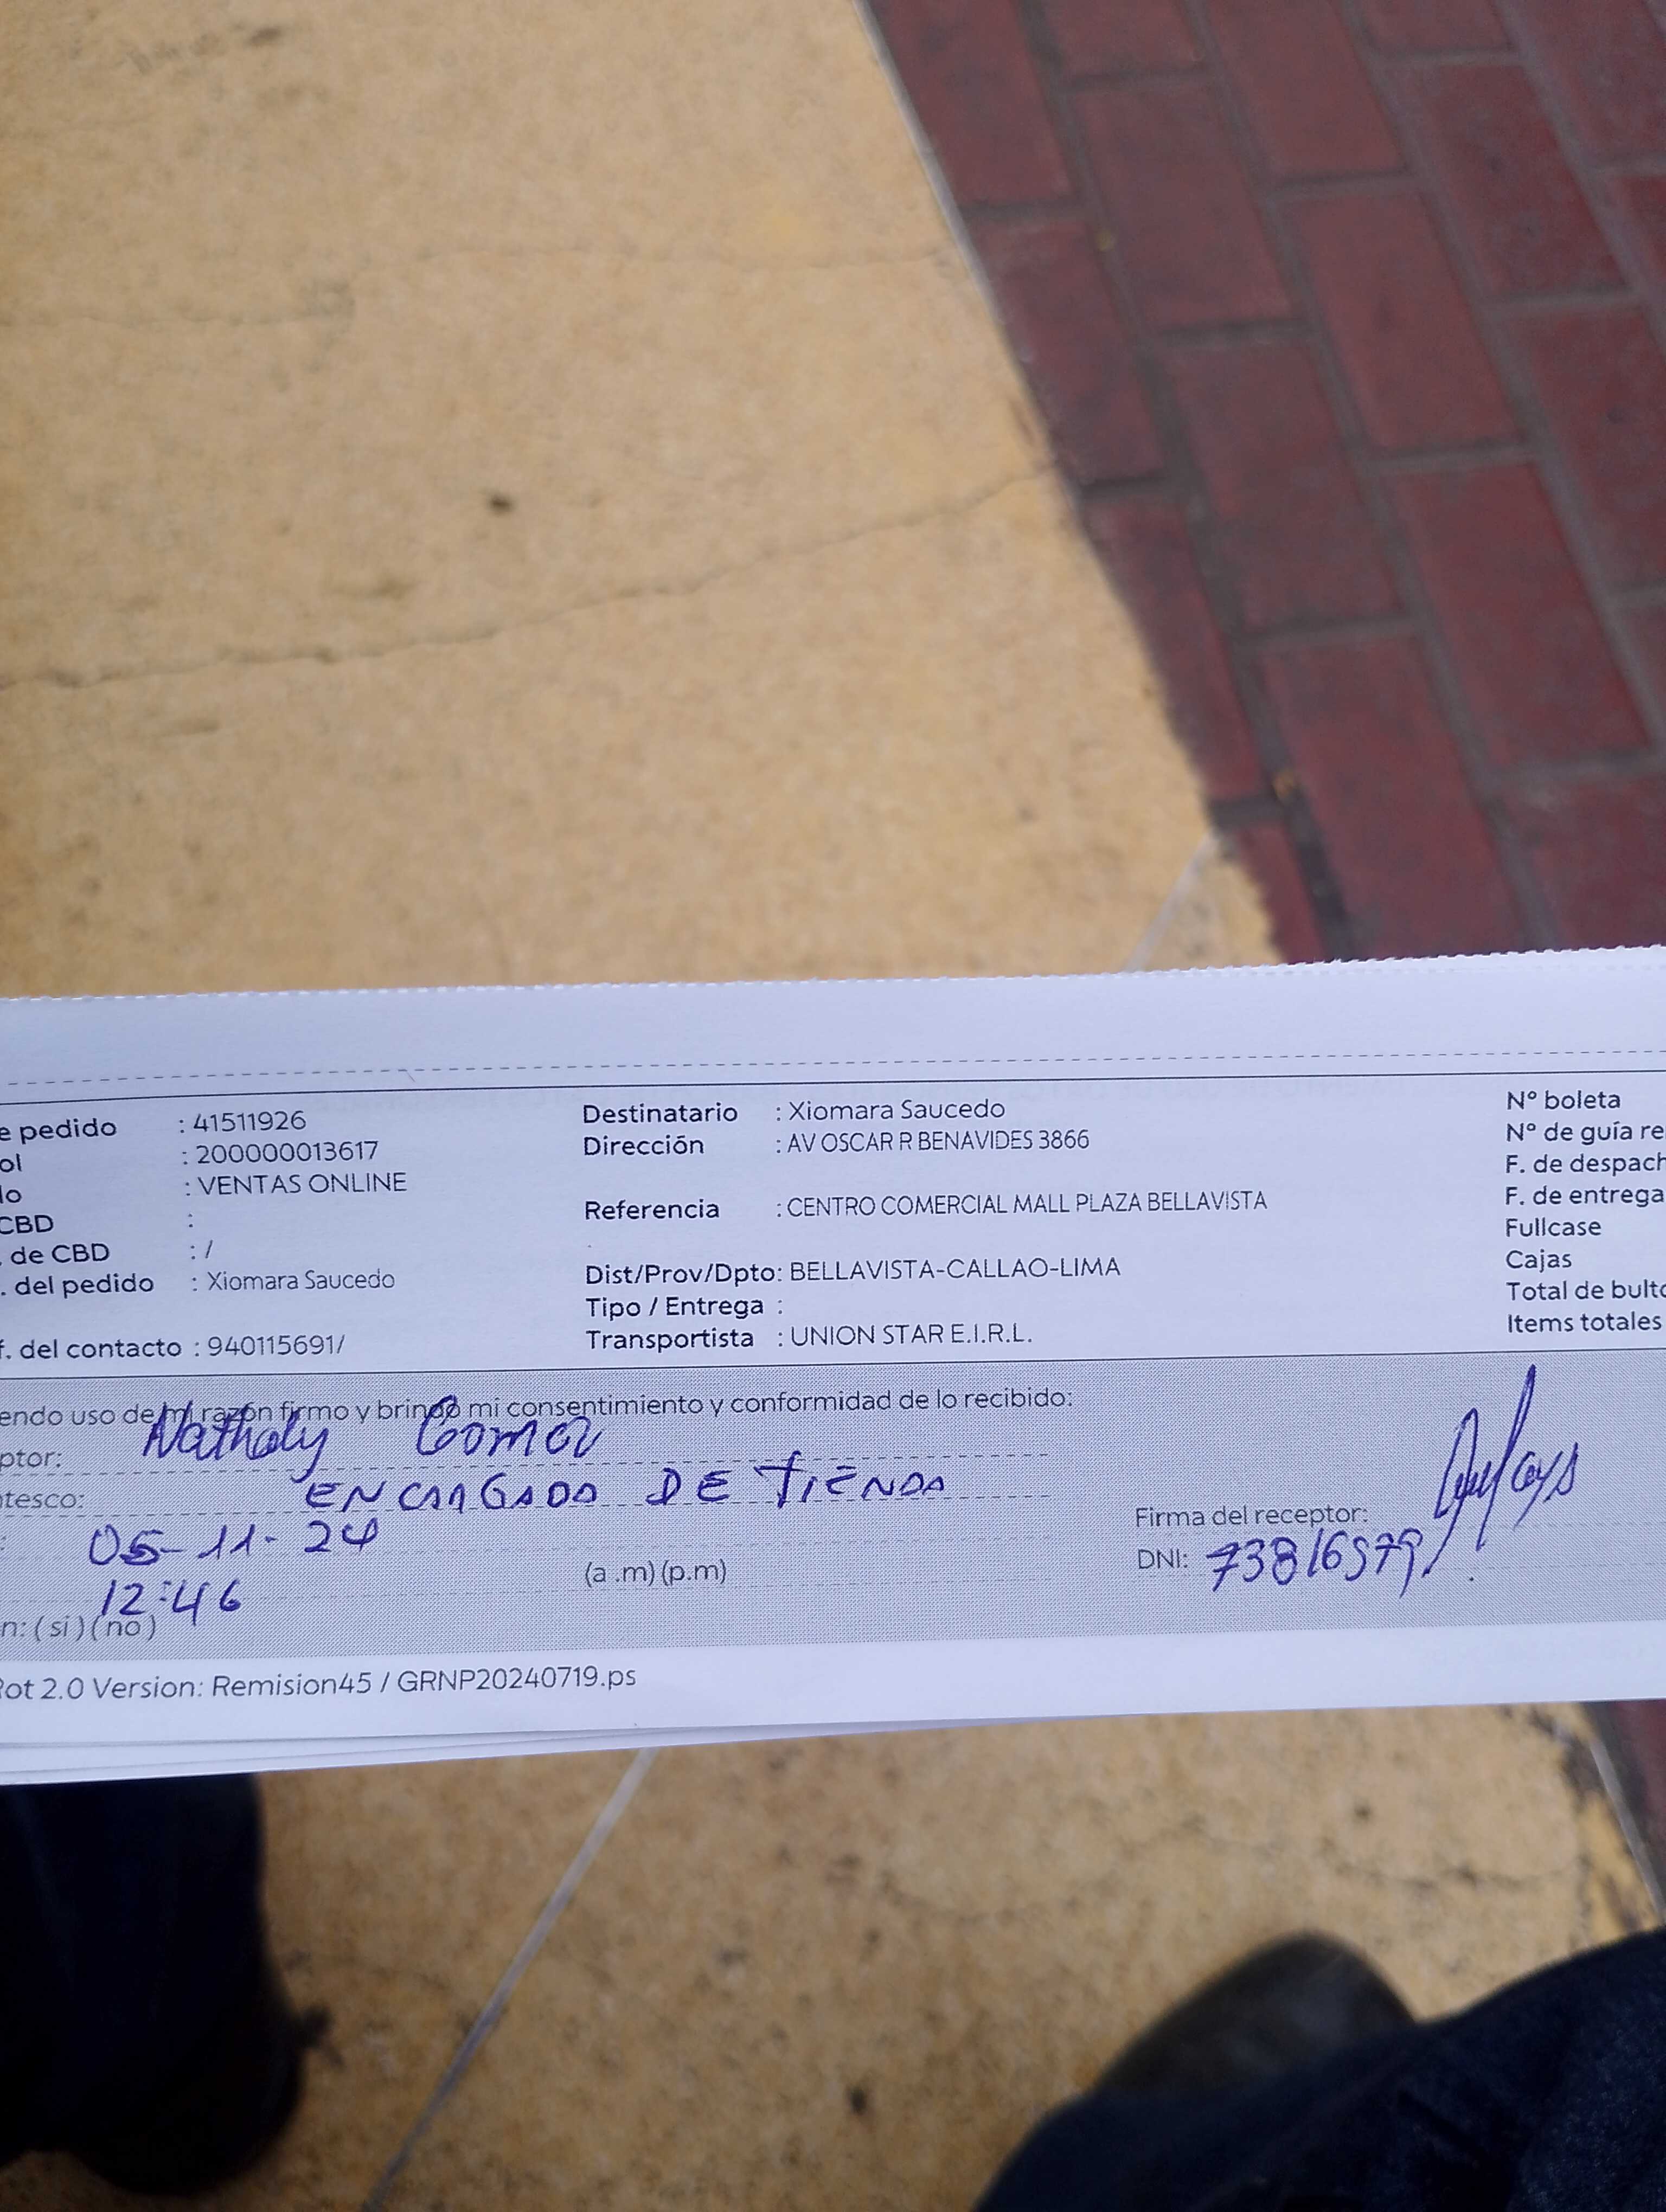 e pedido : 41511926
ol : 200000013617
lo : VENTAS ONLINE
CBD :
. de CBD : /
. del pedido : Xiomara Saucedo
f. del contacto : 940115691/
Destinatario : Xiomara Saucedo
Dirección : AV OSCAR R BENAVIDES 3866
Referencia : CENTRO COMERCIAL MALL PLAZA BELLAVISTA
Dist/Prov/Dpto: BELLAVISTA-CALLAO-LIMA
Tipo / Entrega :
Transportista : UNION STAR E.I.R.L.
Nº boleta
Nº de guía re
F. de despach
F. de entrega
Fullcase
Cajas
Total de bulto
Items totales
endo uso de mi razón firmo y brindo mi consentimiento y conformidad de lo recibido:
ptor: Nathaly
tesco: ENCARGADO DE TIENDA
: 05-11-24
12:46 (a.m) (p.m)
n: ( si ) ( no )
Firma del receptor:
DNI: 73816579
Rot 2.0 Version: Remision45 / GRNP20240719.ps